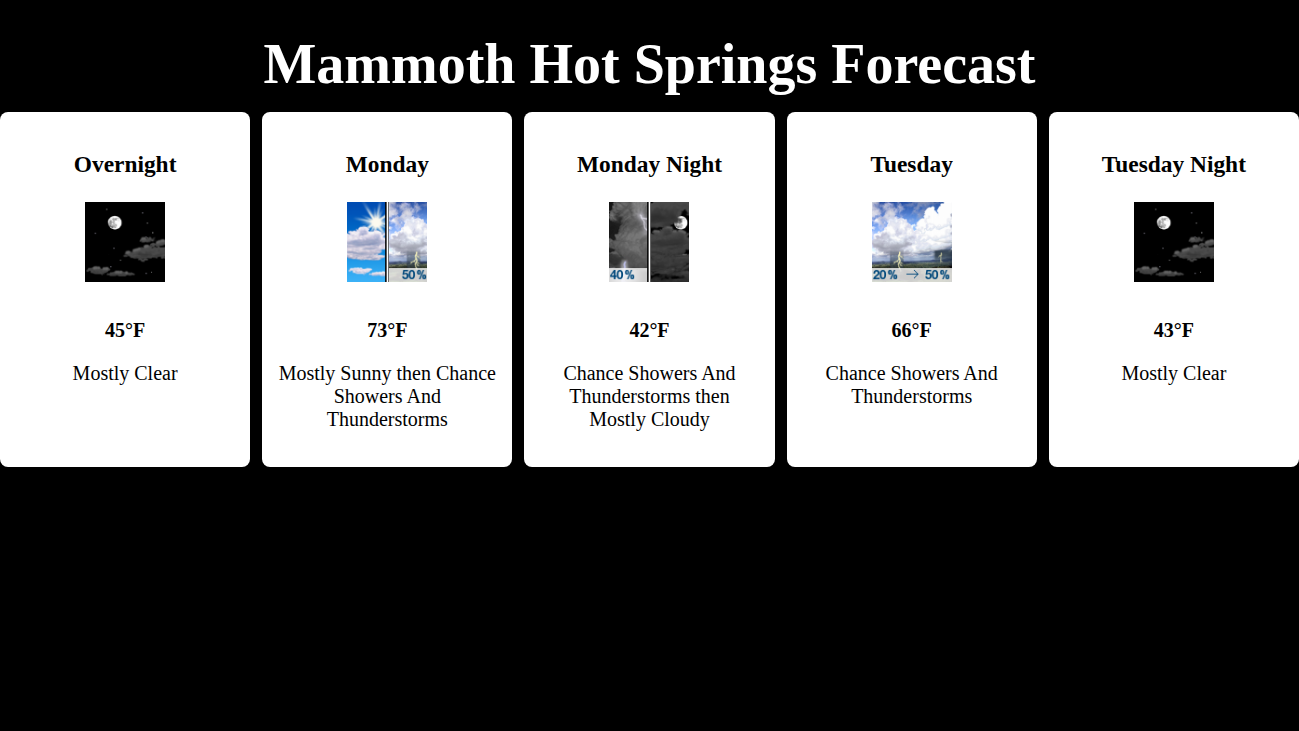 Mammoth Hot Springs Forecast
Overnight
45°F
Mostly Clear
Monday
50%
73°F
Mostly Sunny then Chance
Showers And
Thunderstorms
Monday Night
40%
42°F
Chance Showers And
Thunderstorms then
Mostly Cloudy
Tuesday
20% → 50%
66°F
Chance Showers And
Thunderstorms
Tuesday Night
43°F
Mostly Clear